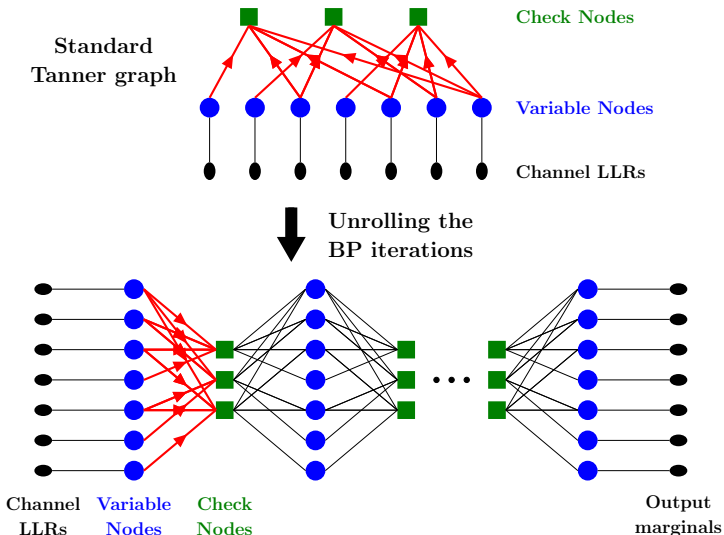 Check Nodes
Standard
Tanner graph
Variable Nodes
Channel LLRs
Unrolling the
BP iterations
Channel
LLRs
Variable
Nodes
Check
Nodes
Output
marginals